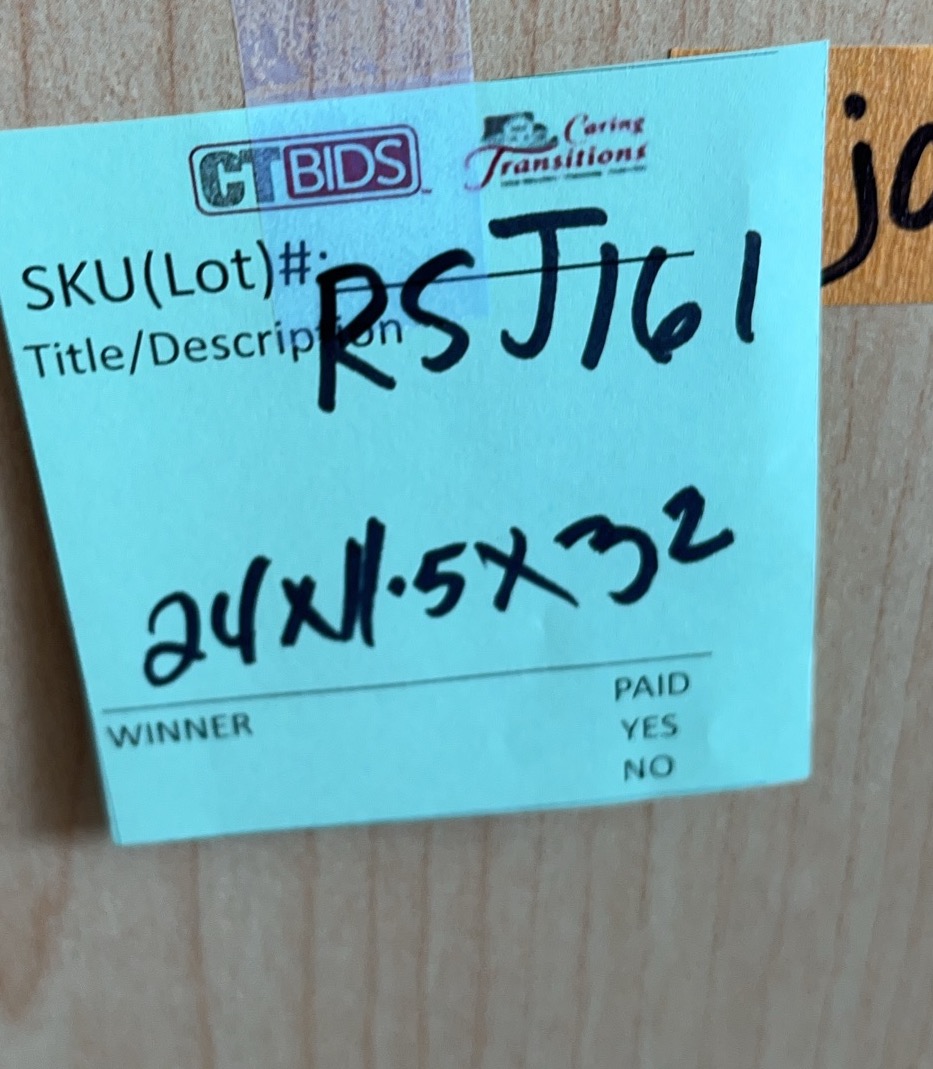 CTBIDS
Caring
Transitions
SKU(Lot)#: RSJ161
Title/Description
24x11.5x32
WINNER
PAID
YES
NO